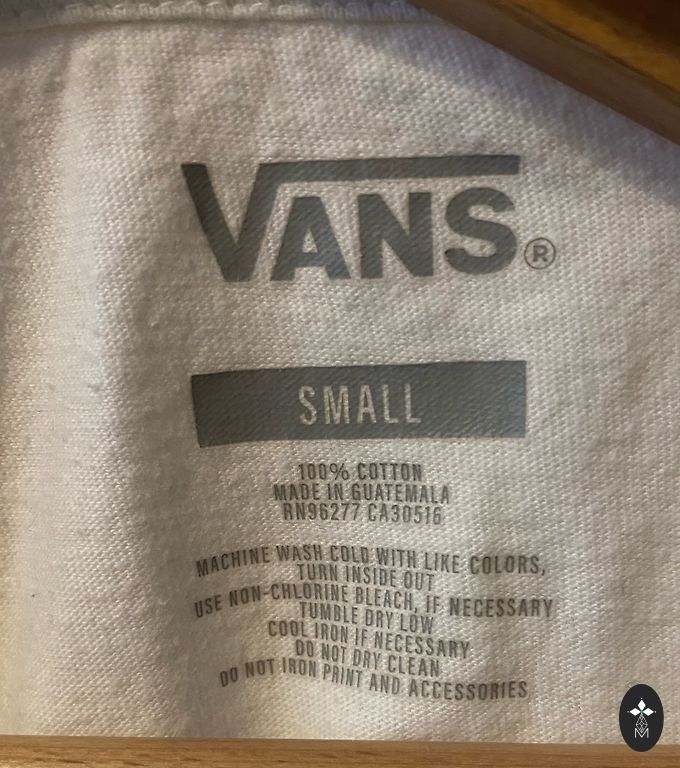 VANS®
SMALL
100% COTTON
MADE IN GUATEMALA
RN96277 CA30516
MACHINE WASH COLD WITH LIKE COLORS,
TURN INSIDE OUT
USE NON-CHLORINE BLEACH, IF NECESSARY
TUMBLE DRY LOW
COOL IRON IF NECESSARY
DO NOT DRY CLEAN
DO NOT IRON PRINT AND ACCESSORIES
M